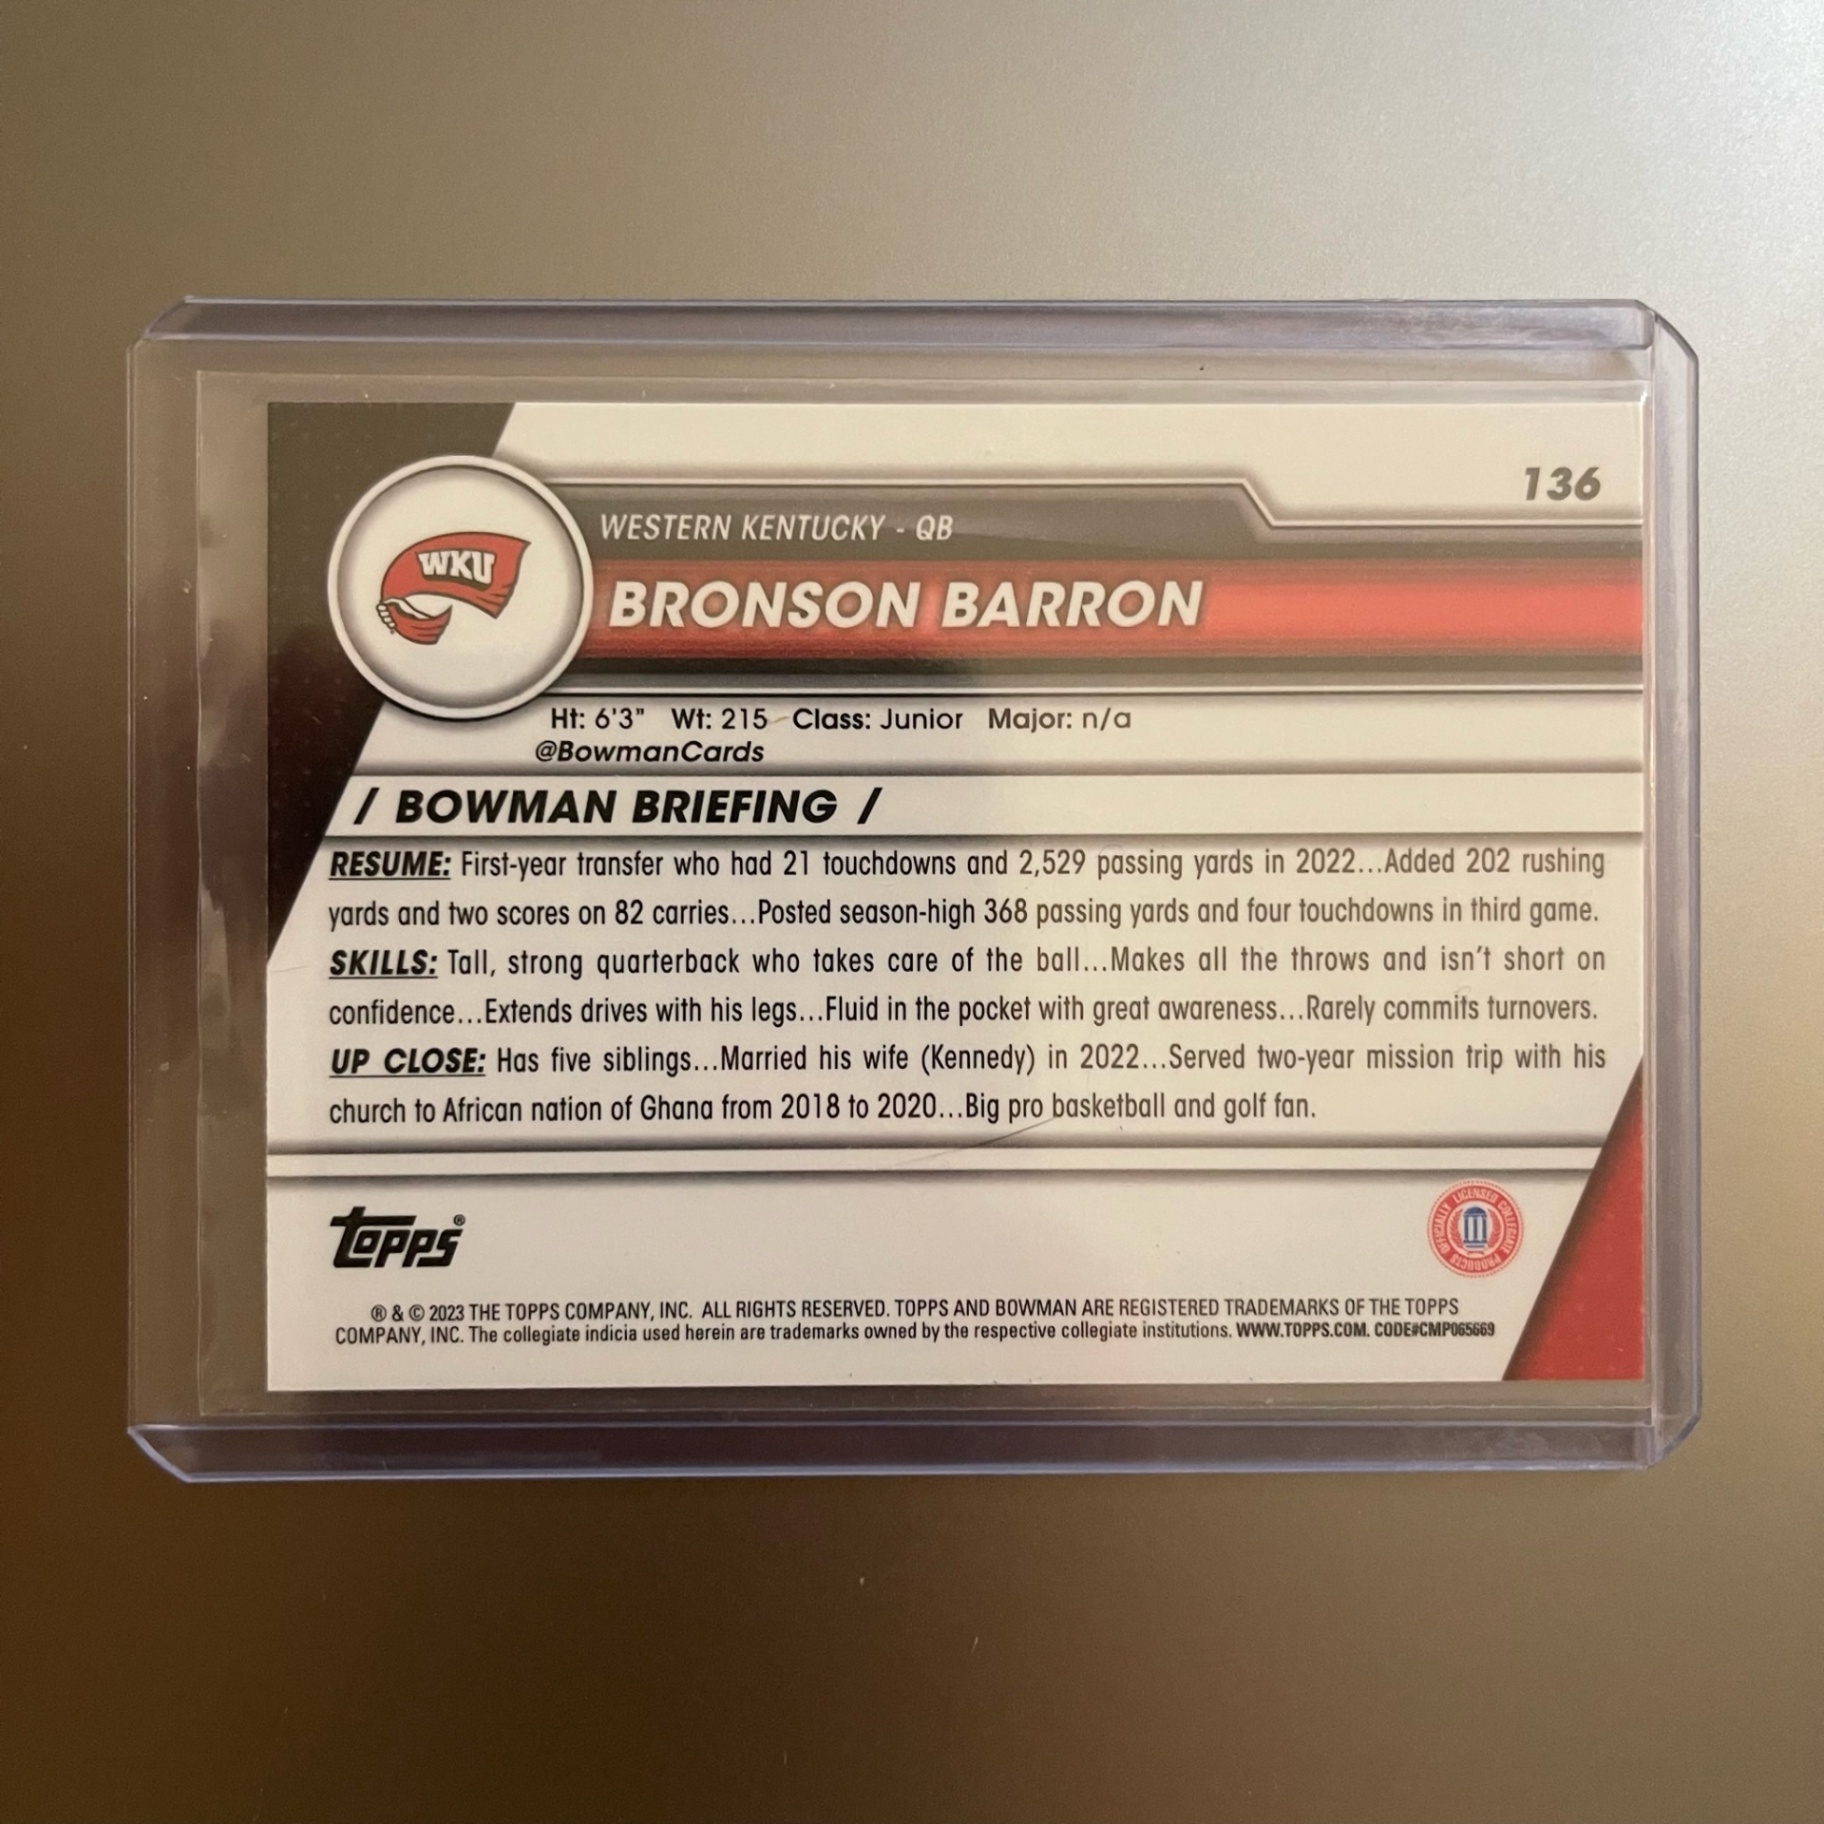 136
WESTERN KENTUCKY - QB
WKU
BRONSON BARRON
Ht: 6'3" Wt: 215 Class: Junior Major: n/a
@BowmanCards
/ BOWMAN BRIEFING /
RESUME: First-year transfer who had 21 touchdowns and 2,529 passing yards in 2022...Added 202 rushing
yards and two scores on 82 carries...Posted season-high 368 passing yards and four touchdowns in third game.
SKILLS: Tall, strong quarterback who takes care of the ball...Makes all the throws and isn't short on
confidence...Extends drives with his legs...Fluid in the pocket with great awareness...Rarely commits turnovers.
UP CLOSE: Has five siblings...Married his wife (Kennedy) in 2022...Served two-year mission trip with his
church to African nation of Ghana from 2018 to 2020...Big pro basketball and golf fan.
Topps®
OFFICIALLY LICENSED COLLEGIATE PRODUCTS
® & © 2023 THE TOPPS COMPANY, INC. ALL RIGHTS RESERVED. TOPPS AND BOWMAN ARE REGISTERED TRADEMARKS OF THE TOPPS
COMPANY, INC. The collegiate indicia used herein are trademarks owned by the respective collegiate institutions. WWW.TOPPS.COM. CODE#CMP065669